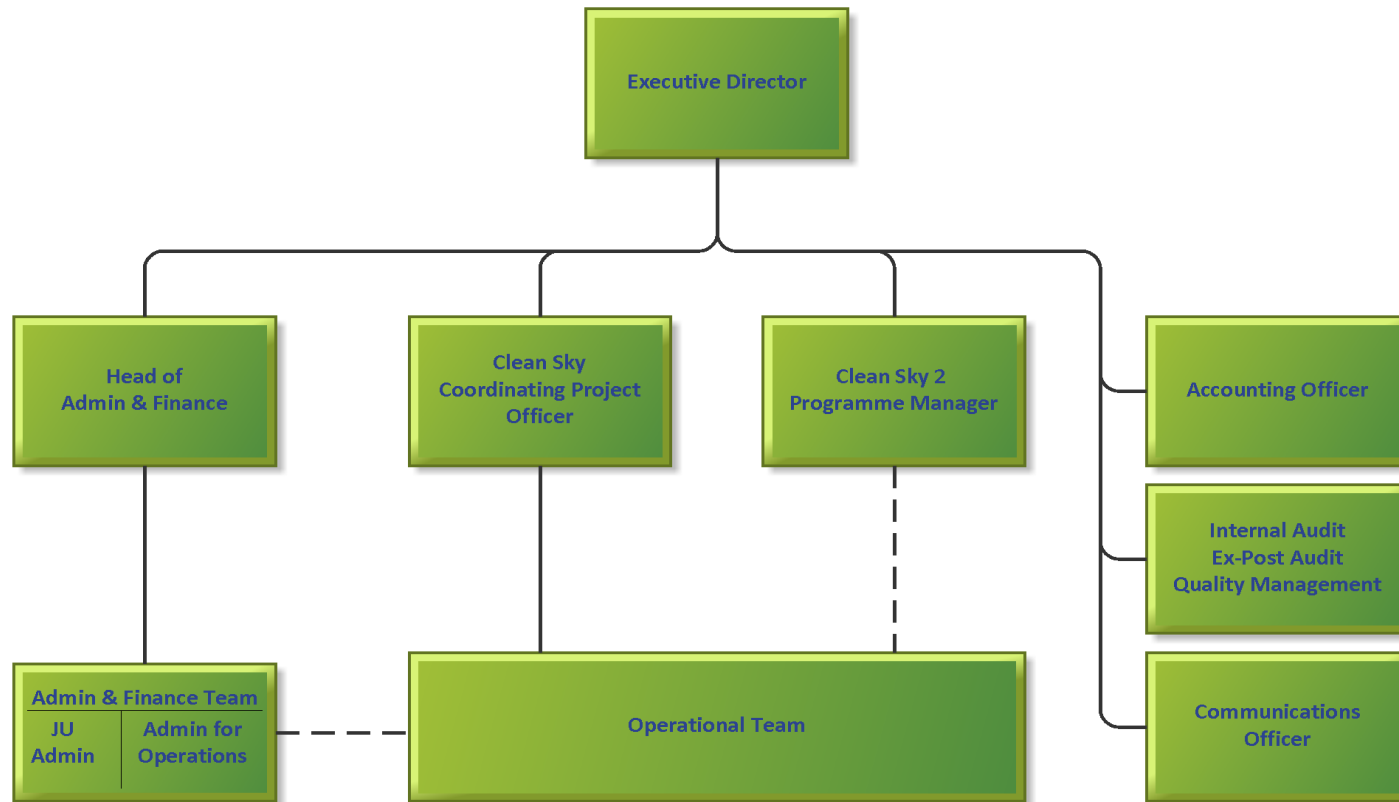 Executive Director
Head of
Admin & Finance
Clean Sky
Coordinating Project
Officer
Clean Sky 2
Programme Manager
Accounting Officer
Internal Audit
Ex-Post Audit
Quality Management
Communications
Officer
Admin & Finance Team
JU
Admin
Admin for
Operations
Operational Team